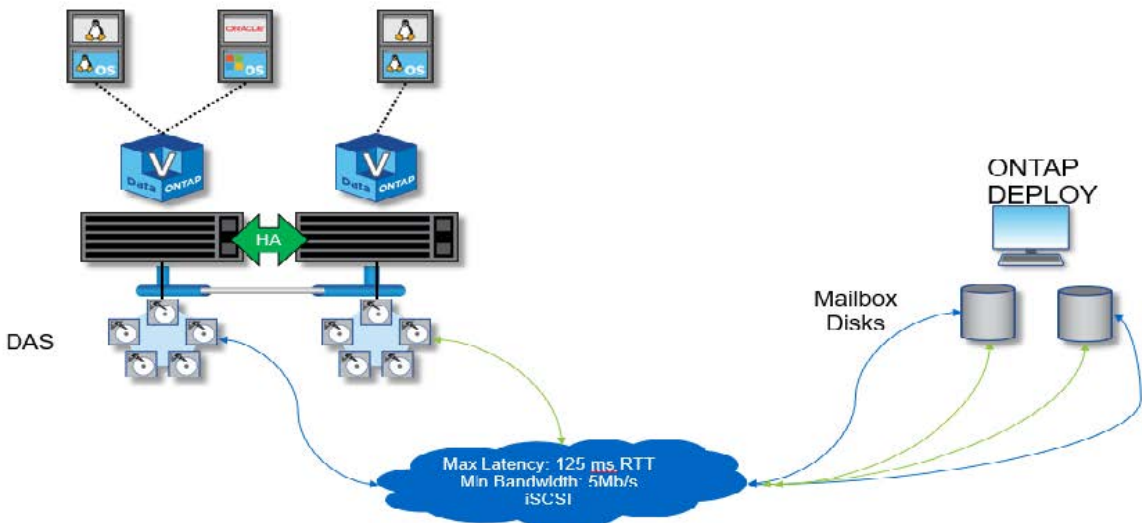 ORACLE
OS
OS
OS
V
Data ONTAP
V
Data ONTAP
HA
ONTAP
DEPLOY
Mailbox
Disks
DAS
Max Latency: 125 ms RTT
Min Bandwidth: 5Mb/s
iSCSI